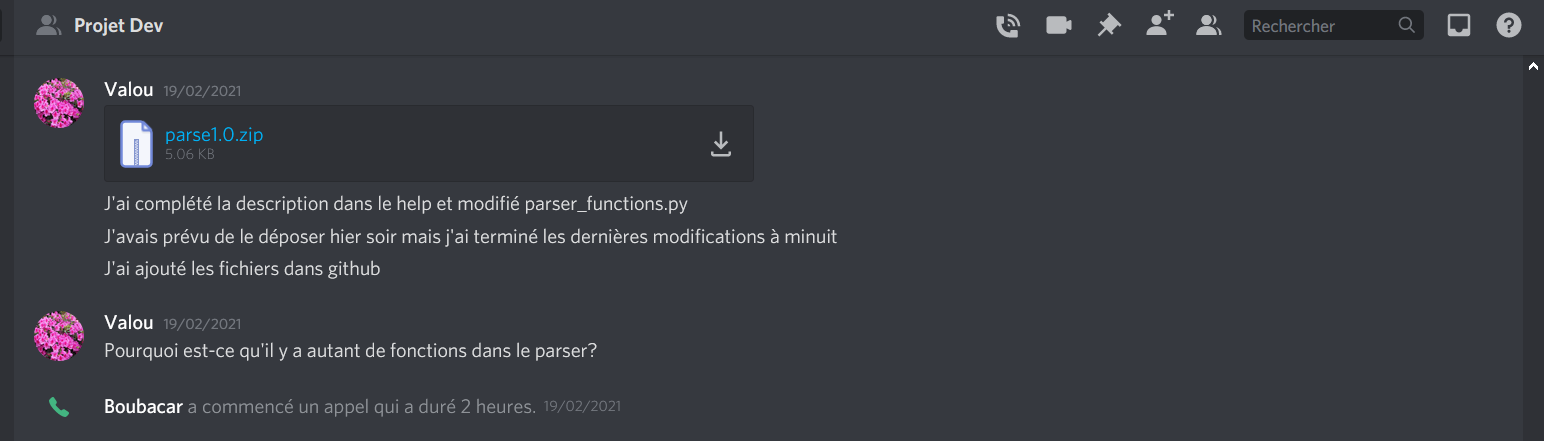 Projet Dev
Rechercher
Valou 19/02/2021
parse1.0.zip
5.06 KB
J'ai complété la description dans le help et modifié parser_functions.py
J'avais prévu de le déposer hier soir mais j'ai terminé les dernières modifications à minuit
J'ai ajouté les fichiers dans github
Valou 19/02/2021
Pourquoi est-ce qu'il y a autant de fonctions dans le parser?
Boubacar a commencé un appel qui a duré 2 heures. 19/02/2021